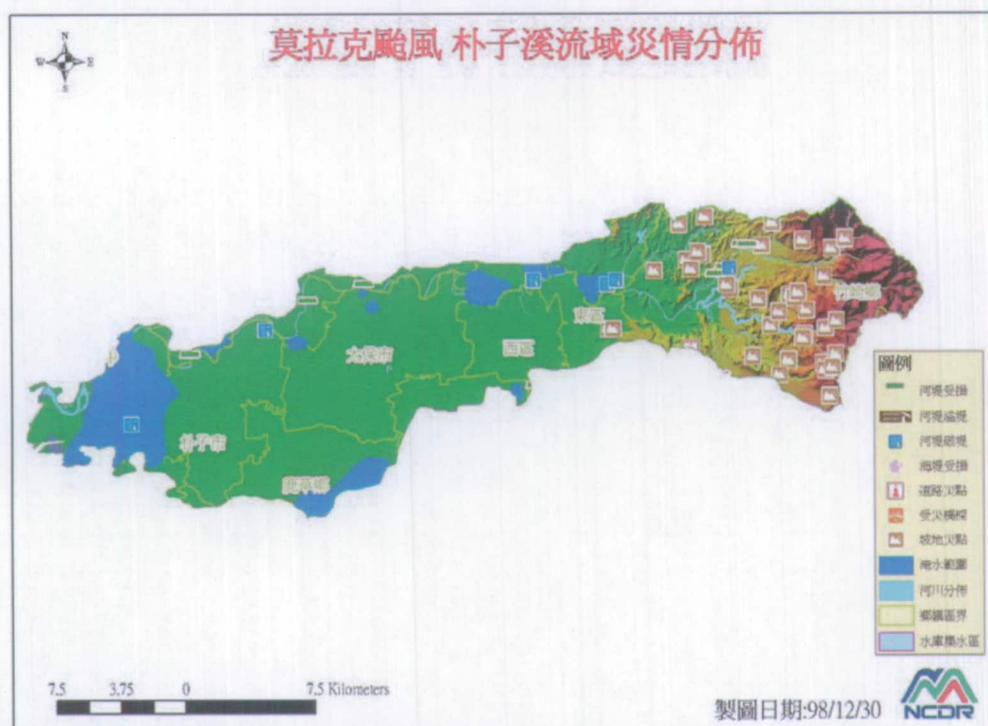 莫拉克颱風 朴子溪流域災情分佈
N
W
E
S
竹崎鄉
東區
西區
太保市
朴子市
鹿草鄉
圖例
河堤受損
河堤溢堤
河堤破堤
海堤受損
道路災點
受災橋樑
坡地災點
淹水範圍
河川分佈
鄉鎮區界
水庫集水區
7.5 3.75 0 7.5 Kilometers
製圖日期:98/12/30
NCDR